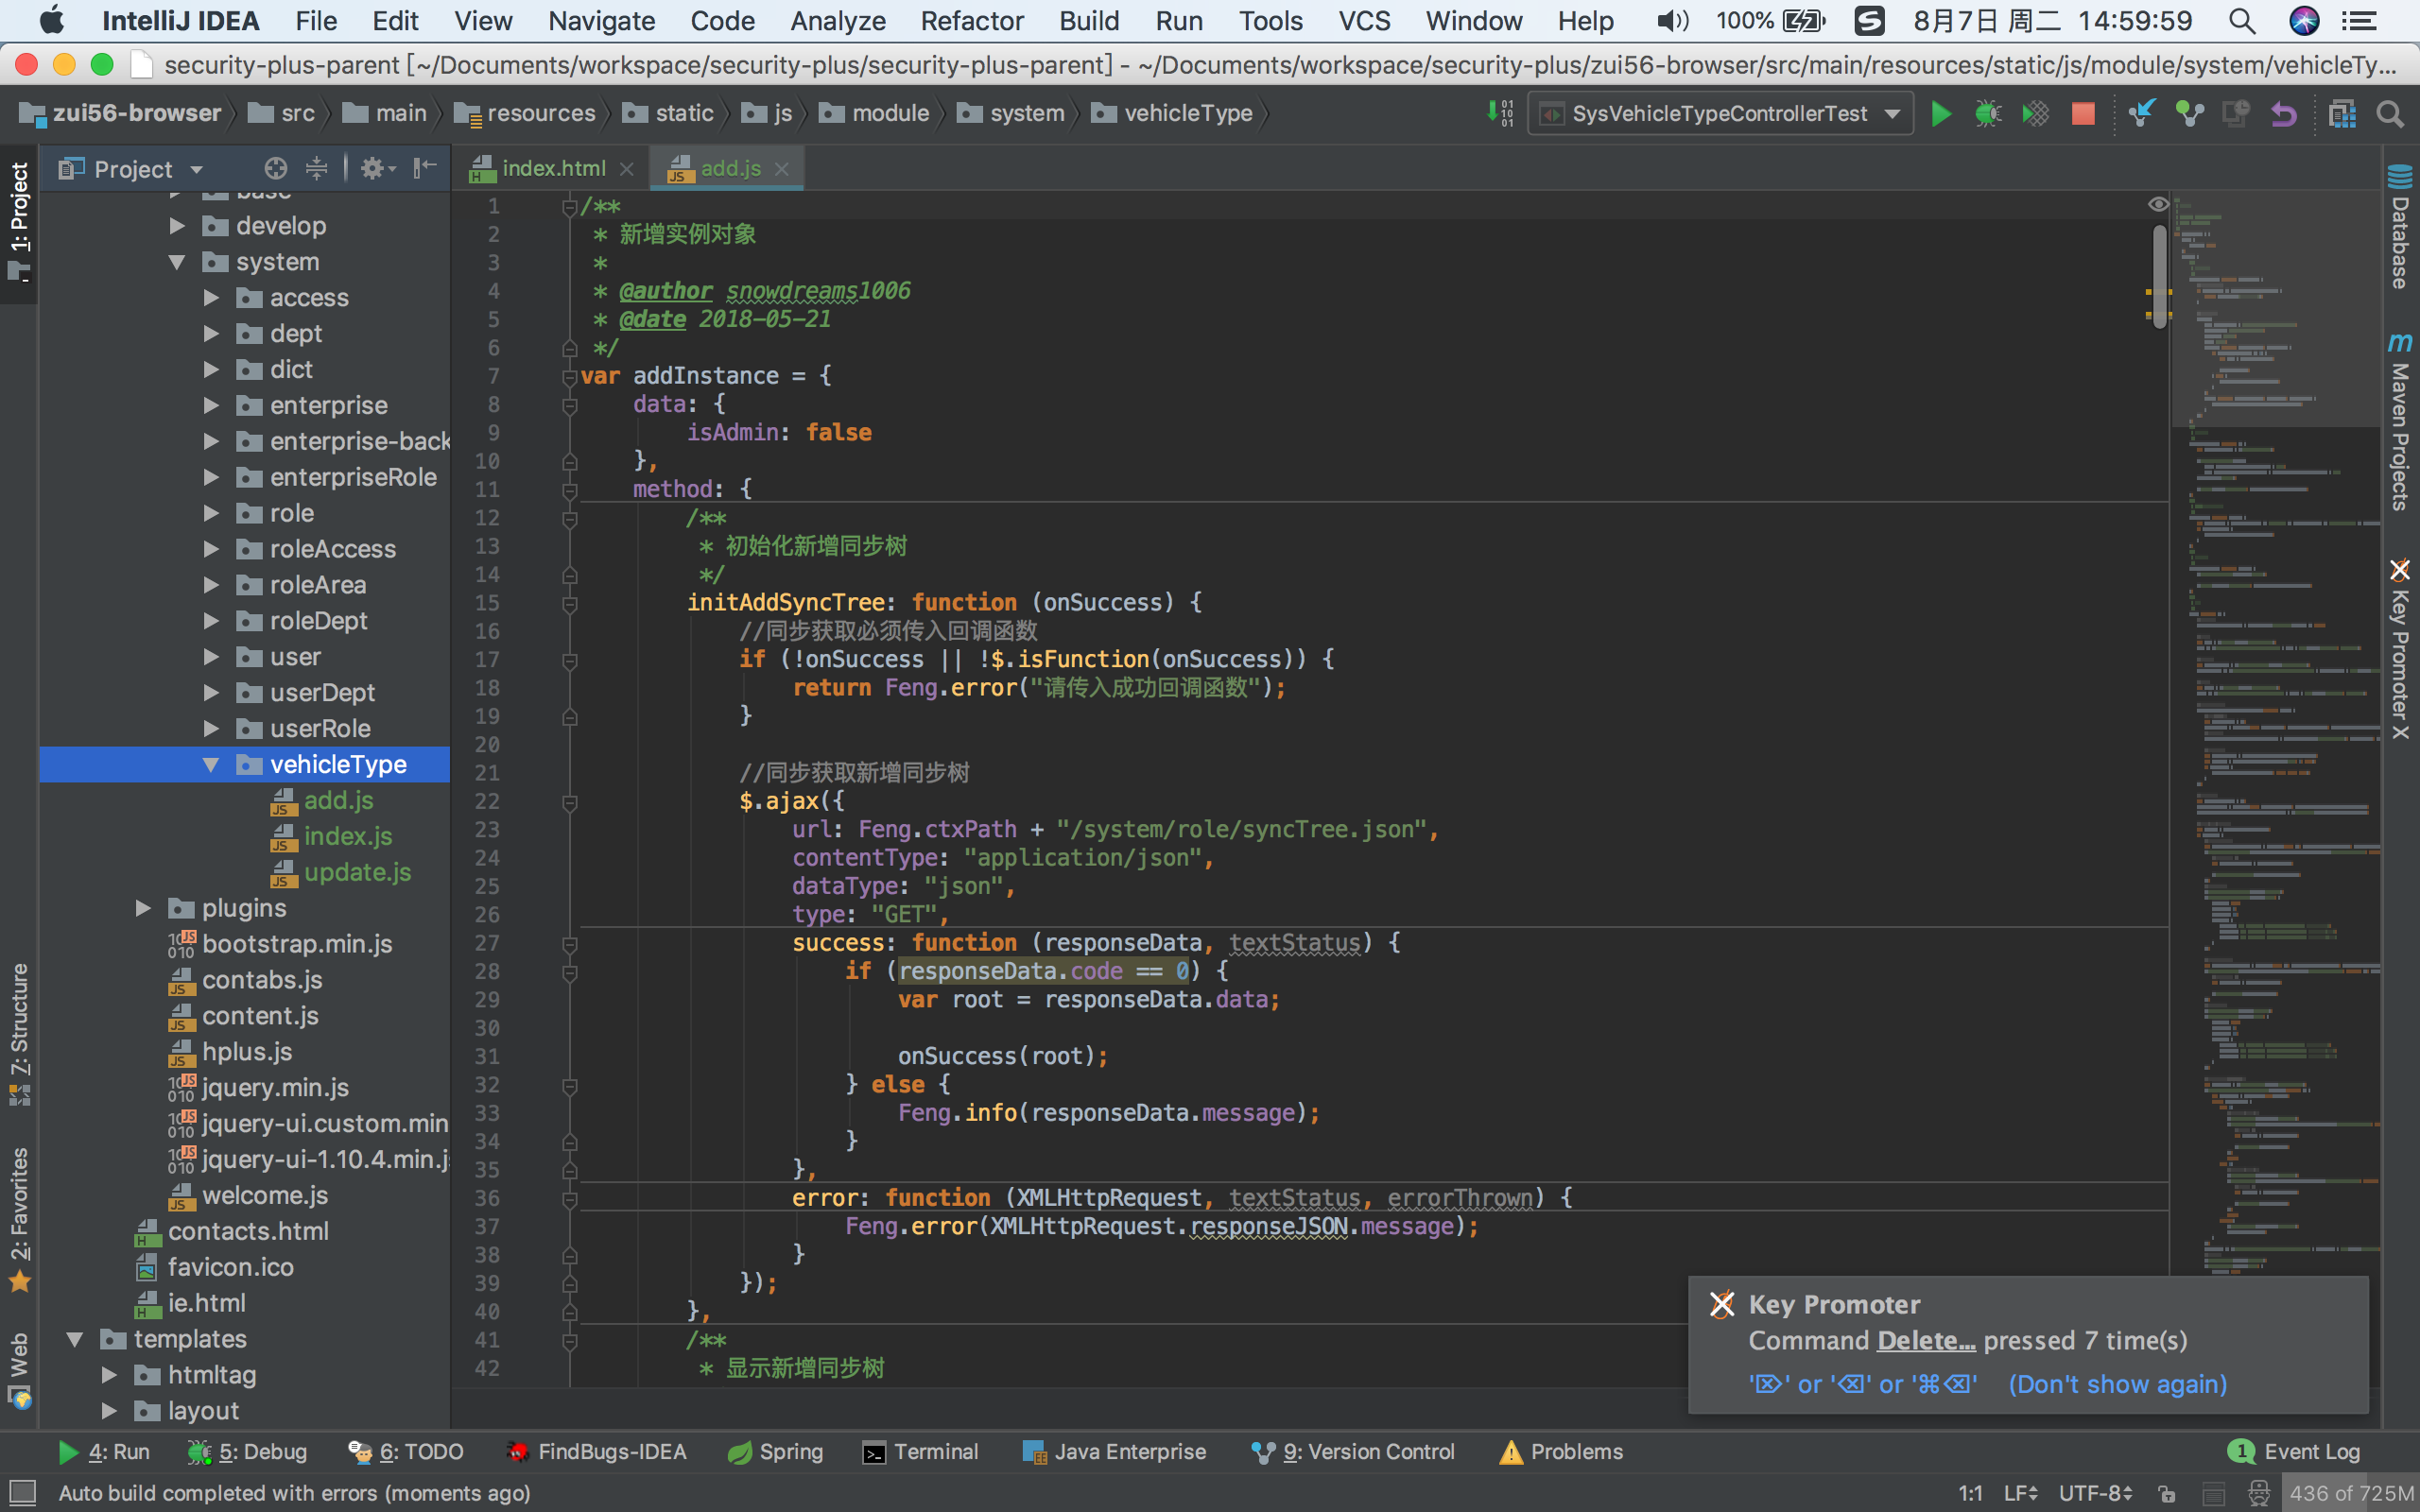 IntelliJ IDEA File Edit View Navigate Code Analyze Refactor Build Run Tools VCS Window Help 100% 8月7日 周二 14:59:59
security-plus-parent [~/Documents/workspace/security-plus/security-plus-parent] - ~/Documents/workspace/security-plus/zui56-browser/src/main/resources/static/js/module/system/vehicleTy...
zui56-browser src main resources static js module system vehicleType SysVehicleTypeControllerTest
Project
index.html add.js
1: Project
7: Structure
2: Favorites
Web
develop
system
access
dept
dict
enterprise
enterprise-back
enterpriseRole
role
roleAccess
roleArea
roleDept
user
userDept
userRole
vehicleType
add.js
index.js
update.js
plugins
bootstrap.min.js
contabs.js
content.js
hplus.js
jquery.min.js
jquery-ui.custom.min
jquery-ui-1.10.4.min.j
welcome.js
contacts.html
favicon.ico
ie.html
templates
htmltag
layout
1 /**
2 * 新增实例对象
3 *
4 * @author snowdreams1006
5 * @date 2018-05-21
6 */
7 var addInstance = {
8 data: {
9 isAdmin: false
10 },
11 method: {
12 /**
13 * 初始化新增同步树
14 */
15 initAddSyncTree: function (onSuccess) {
16 //同步获取必须传入回调函数
17 if (!onSuccess || !$.isFunction(onSuccess)) {
18 return Feng.error("请传入成功回调函数");
19 }
20
21 //同步获取新增同步树
22 $.ajax({
23 url: Feng.ctxPath + "/system/role/syncTree.json",
24 contentType: "application/json",
25 dataType: "json",
26 type: "GET",
27 success: function (responseData, textStatus) {
28 if (responseData.code == 0) {
29 var root = responseData.data;
30
31 onSuccess(root);
32 } else {
33 Feng.info(responseData.message);
34 }
35 },
36 error: function (XMLHttpRequest, textStatus, errorThrown) {
37 Feng.error(XMLHttpRequest.responseJSON.message);
38 }
39 });
40 },
41 /**
42 * 显示新增同步树
Database
Maven Projects
Key Promoter X
Key Promoter
Command Delete... pressed 7 time(s)
'⌦' or '⌫' or '⌘⌫' (Don't show again)
4: Run 5: Debug 6: TODO FindBugs-IDEA Spring Terminal Java Enterprise 9: Version Control Problems 1 Event Log
Auto build completed with errors (moments ago) 1:1 LF UTF-8 436 of 725M